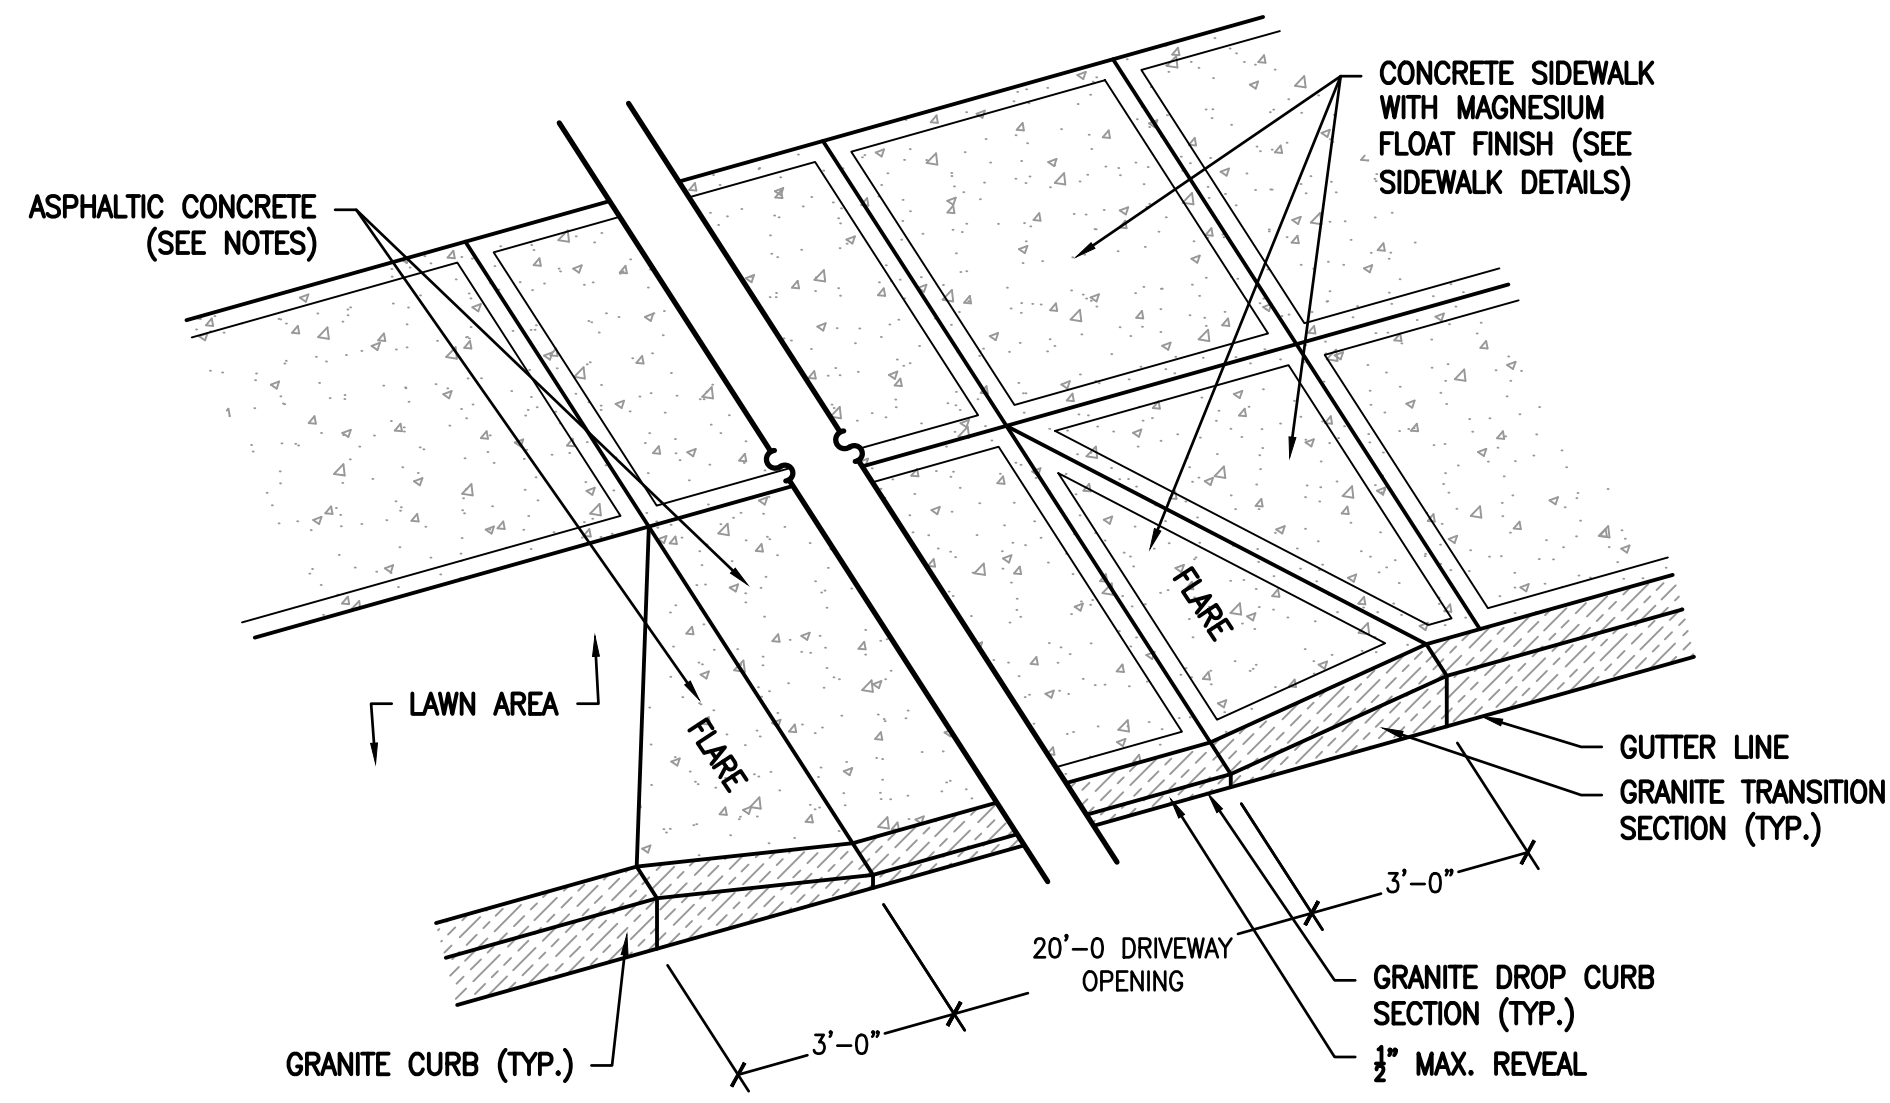 CONCRETE SIDEWALK
WITH MAGNESIUM
FLOAT FINISH (SEE
SIDEWALK DETAILS)
ASPHALTIC CONCRETE
(SEE NOTES)
FLARE
LAWN AREA
FLARE
GUTTER LINE
GRANITE TRANSITION
SECTION (TYP.)
3'-0"
20'-0 DRIVEWAY
OPENING
GRANITE DROP CURB
SECTION (TYP.)
3'-0"
GRANITE CURB (TYP.)
½" MAX. REVEAL